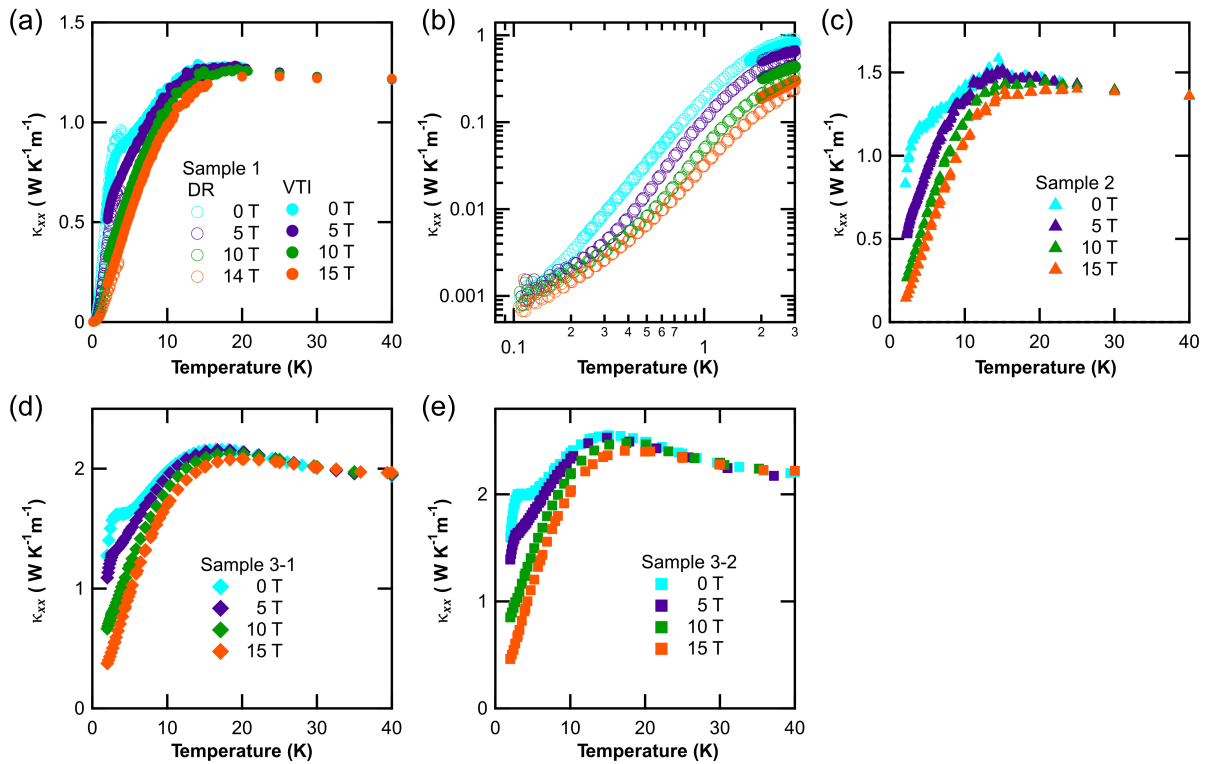 (a)
1.5
1.0
0.5
0
κxx ( W K⁻¹m⁻¹)
Sample 1
DR VTI
0 T 0 T
5 T 5 T
10 T 10 T
14 T 15 T
0 10 20 30 40
Temperature (K)
(b)
1
0.1
0.01
0.001
κxx ( W K⁻¹m⁻¹)
2 3 4 5 6 7 2 3
0.1 1
Temperature (K)
(c)
1.5
1.0
0.5
0
κxx ( W K⁻¹m⁻¹)
Sample 2
0 T
5 T
10 T
15 T
0 10 20 30 40
Temperature (K)
(d)
2
1
0
κxx ( W K⁻¹m⁻¹)
Sample 3-1
0 T
5 T
10 T
15 T
0 10 20 30 40
Temperature (K)
(e)
2
1
0
κxx ( W K⁻¹m⁻¹)
Sample 3-2
0 T
5 T
10 T
15 T
0 10 20 30 40
Temperature (K)